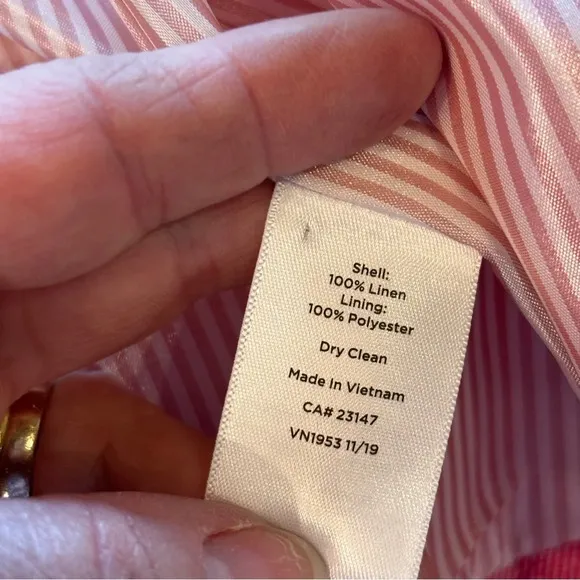 Shell:
100% Linen
Lining:
100% Polyester
Dry Clean
Made In Vietnam
CA# 23147
VN1953 11/19